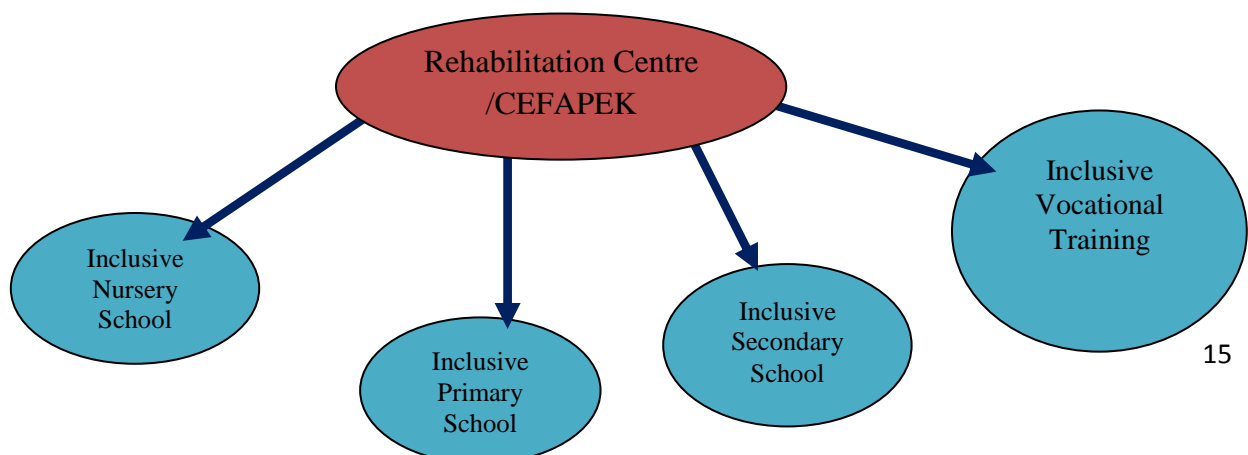 Rehabilitation Centre
/CEFAPEK
Inclusive
Nursery
School
Inclusive
Primary
School
Inclusive
Secondary
School
Inclusive
Vocational
Training
15